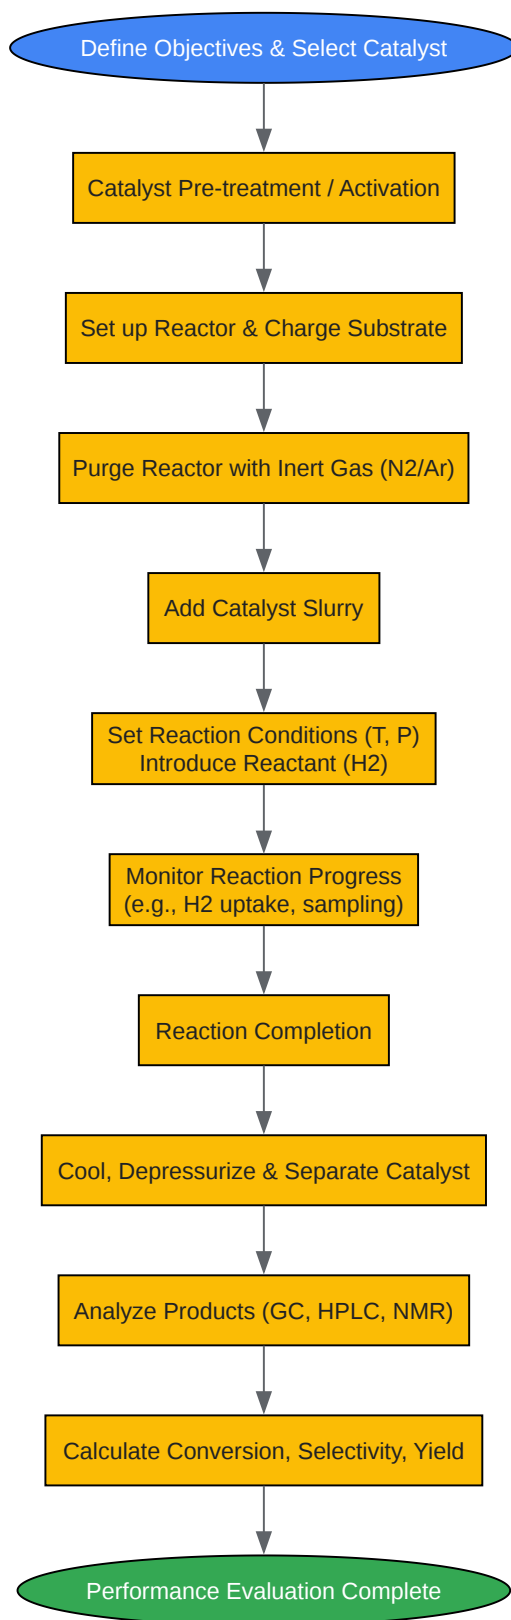 Define Objectives & Select Catalyst
Catalyst Pre-treatment / Activation
Set up Reactor & Charge Substrate
Purge Reactor with Inert Gas (N2/Ar)
Add Catalyst Slurry
Set Reaction Conditions (T, P)
Introduce Reactant (H2)
Monitor Reaction Progress
(e.g., H2 uptake, sampling)
Reaction Completion
Cool, Depressurize & Separate Catalyst
Analyze Products (GC, HPLC, NMR)
Calculate Conversion, Selectivity, Yield
Performance Evaluation Complete